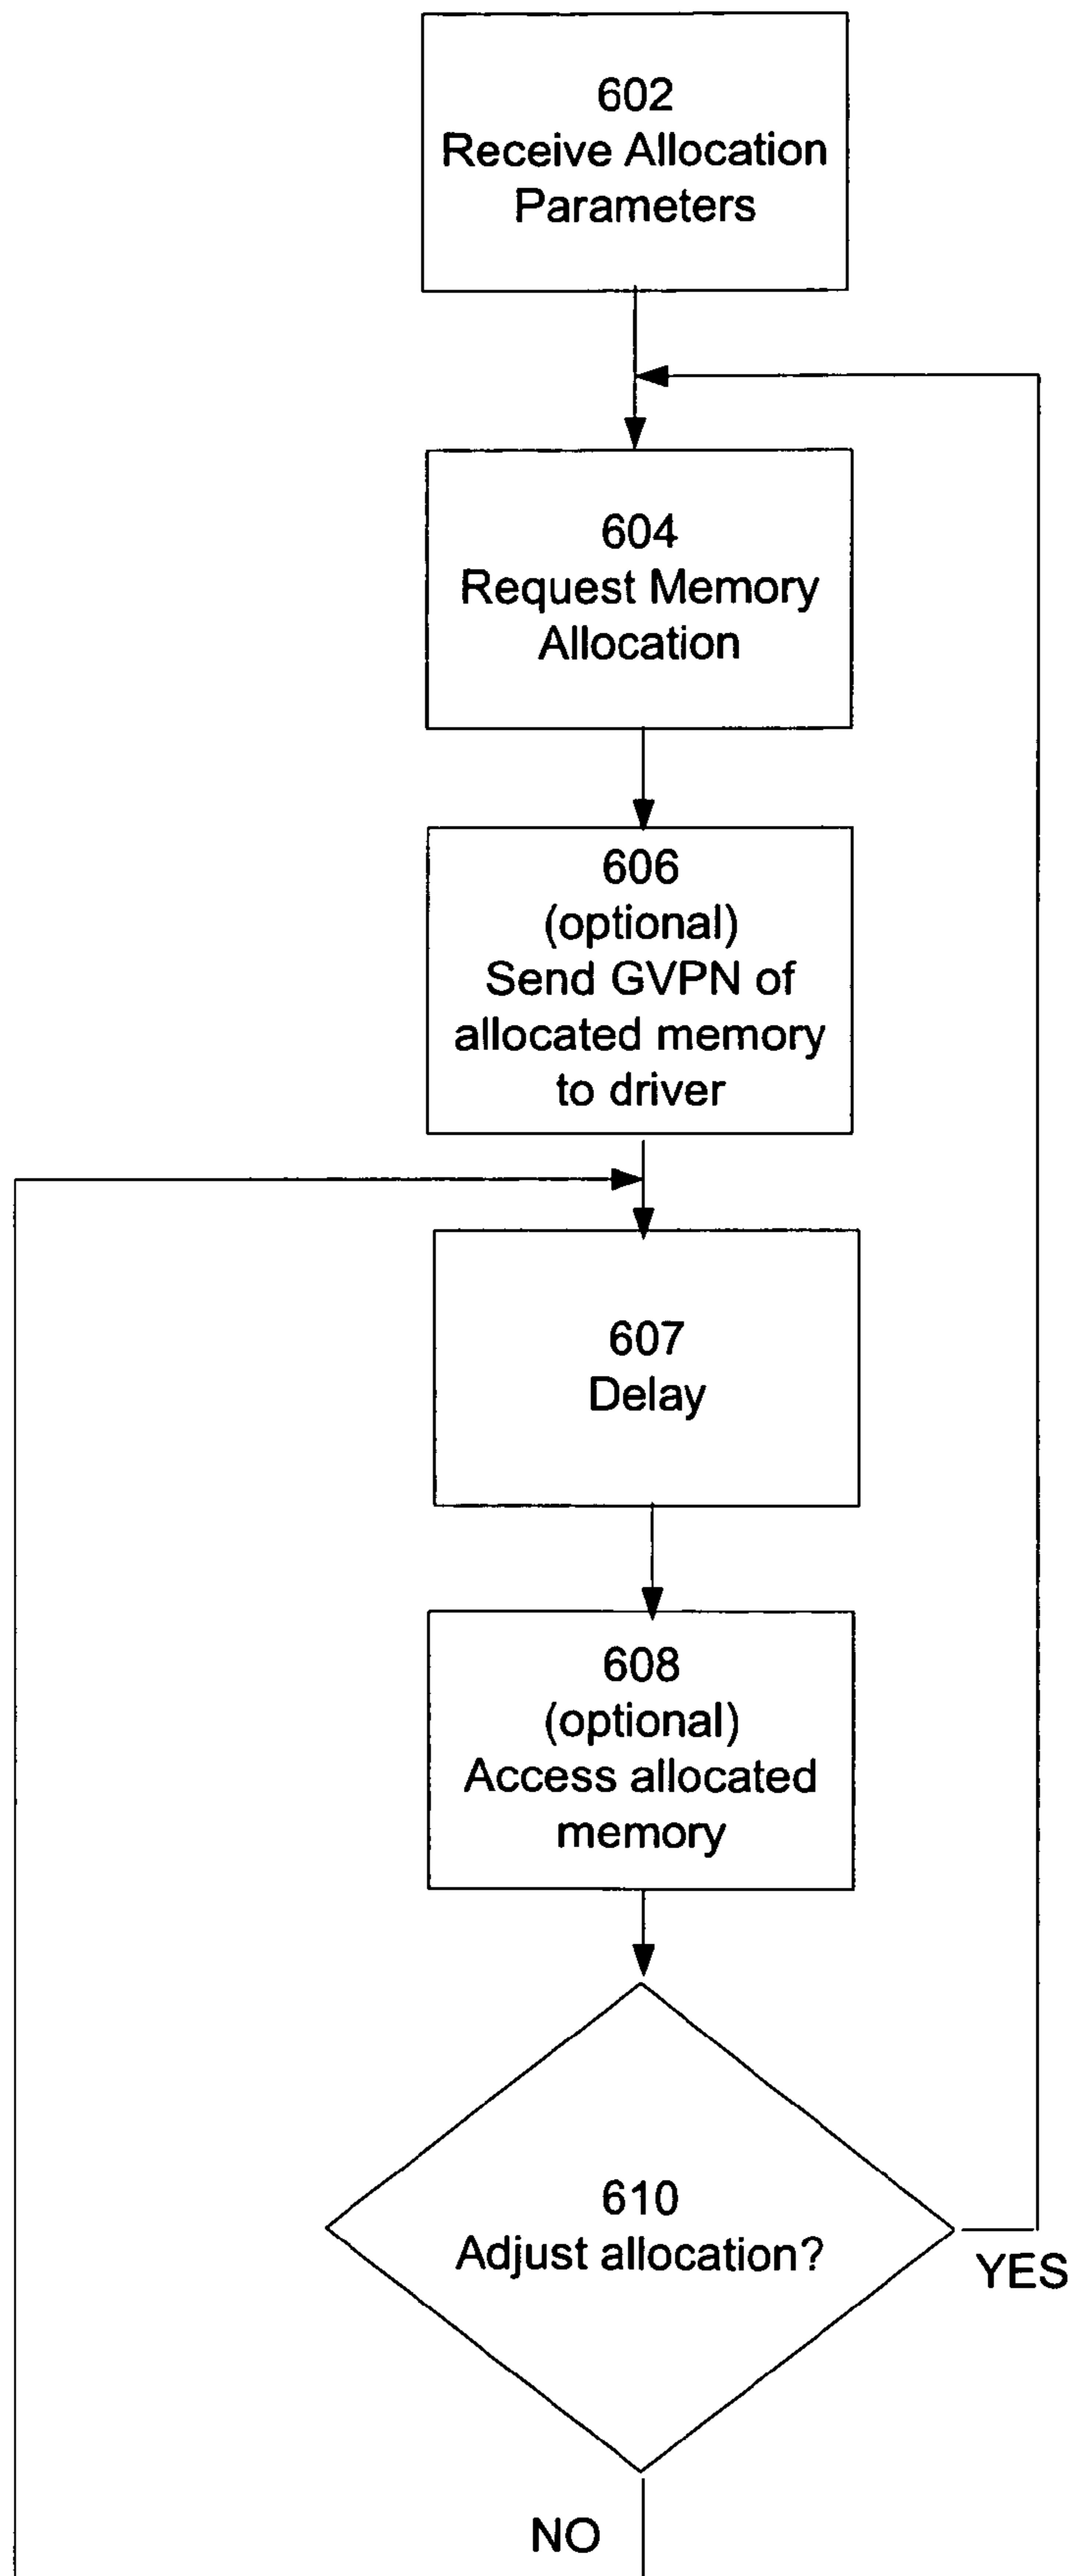 602
Receive Allocation
Parameters
604
Request Memory
Allocation
606
(optional)
Send GVPN of
allocated memory
to driver
607
Delay
608
(optional)
Access allocated
memory
610
Adjust allocation?
YES
NO